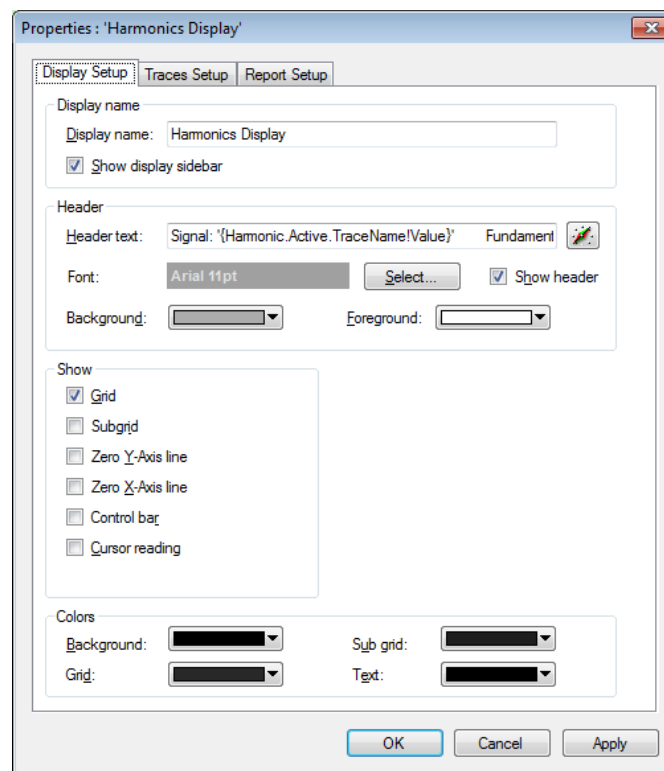 Properties : 'Harmonics Display'
Display Setup Traces Setup Report Setup
Display name
Display name: Harmonics Display
Show display sidebar
Header
Header text: Signal: '{Harmonic.Active.TraceName!Value}' Fundament
Font: Arial 11pt Select... Show header
Background: Foreground:
Show
Grid
Subgrid
Zero Y-Axis line
Zero X-Axis line
Control bar
Cursor reading
Colors
Background: Sub grid:
Grid: Text:
OK Cancel Apply